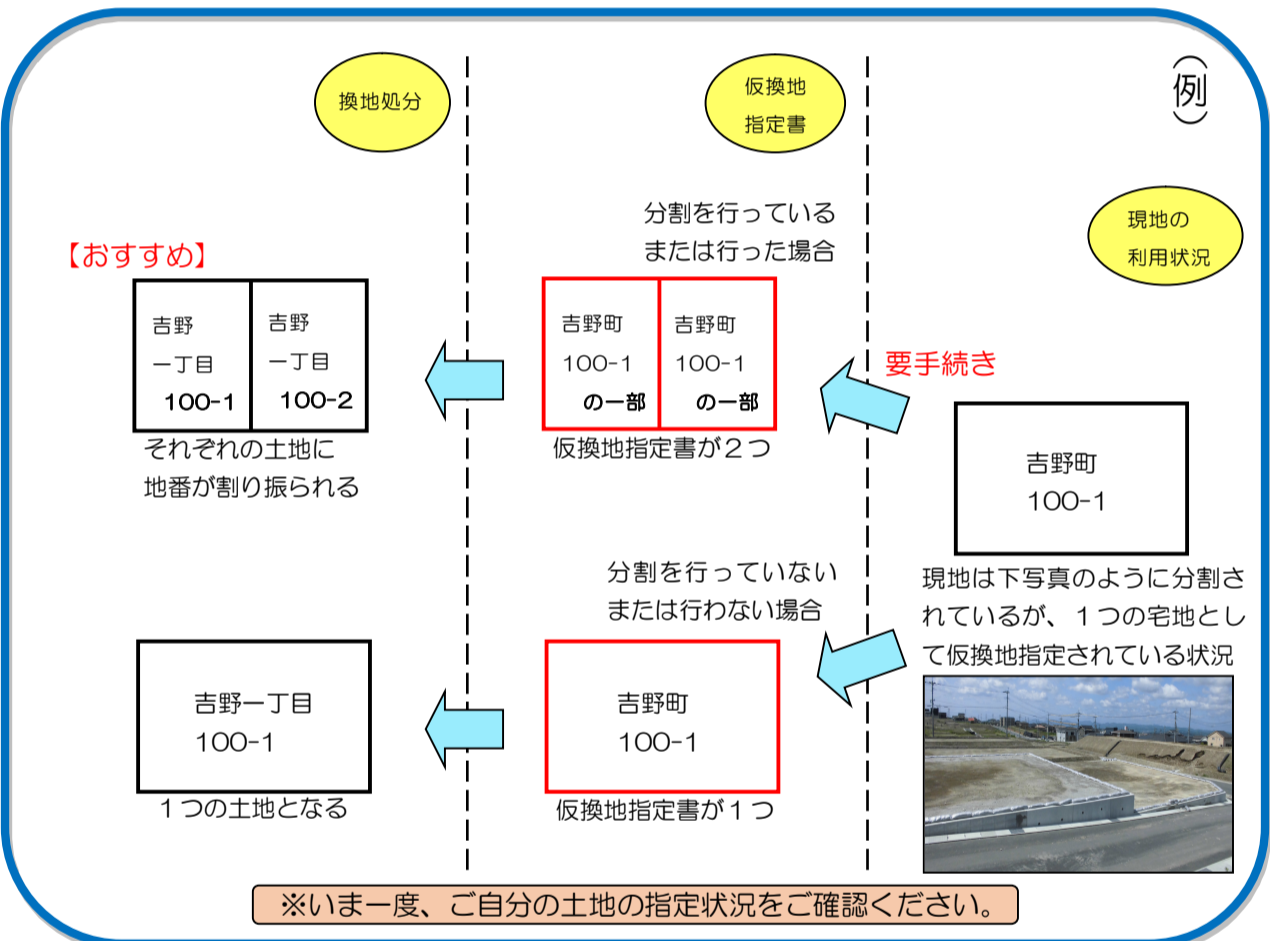 （例）
現地の
利用状況
仮換地
指定書
換地処分
吉野町
100-1
現地は下写真のように分割さ
れているが、１つの宅地とし
て仮換地指定されている状況
要手続き
分割を行っている
または行った場合
吉野町
100-1
の一部
吉野町
100-1
の一部
仮換地指定書が２つ
【おすすめ】
吉野
一丁目
100-1
吉野
一丁目
100-2
それぞれの土地に
地番が割り振られる
分割を行っていない
または行わない場合
吉野町
100-1
仮換地指定書が１つ
吉野一丁目
100-1
１つの土地となる
※いま一度、ご自分の土地の指定状況をご確認ください。